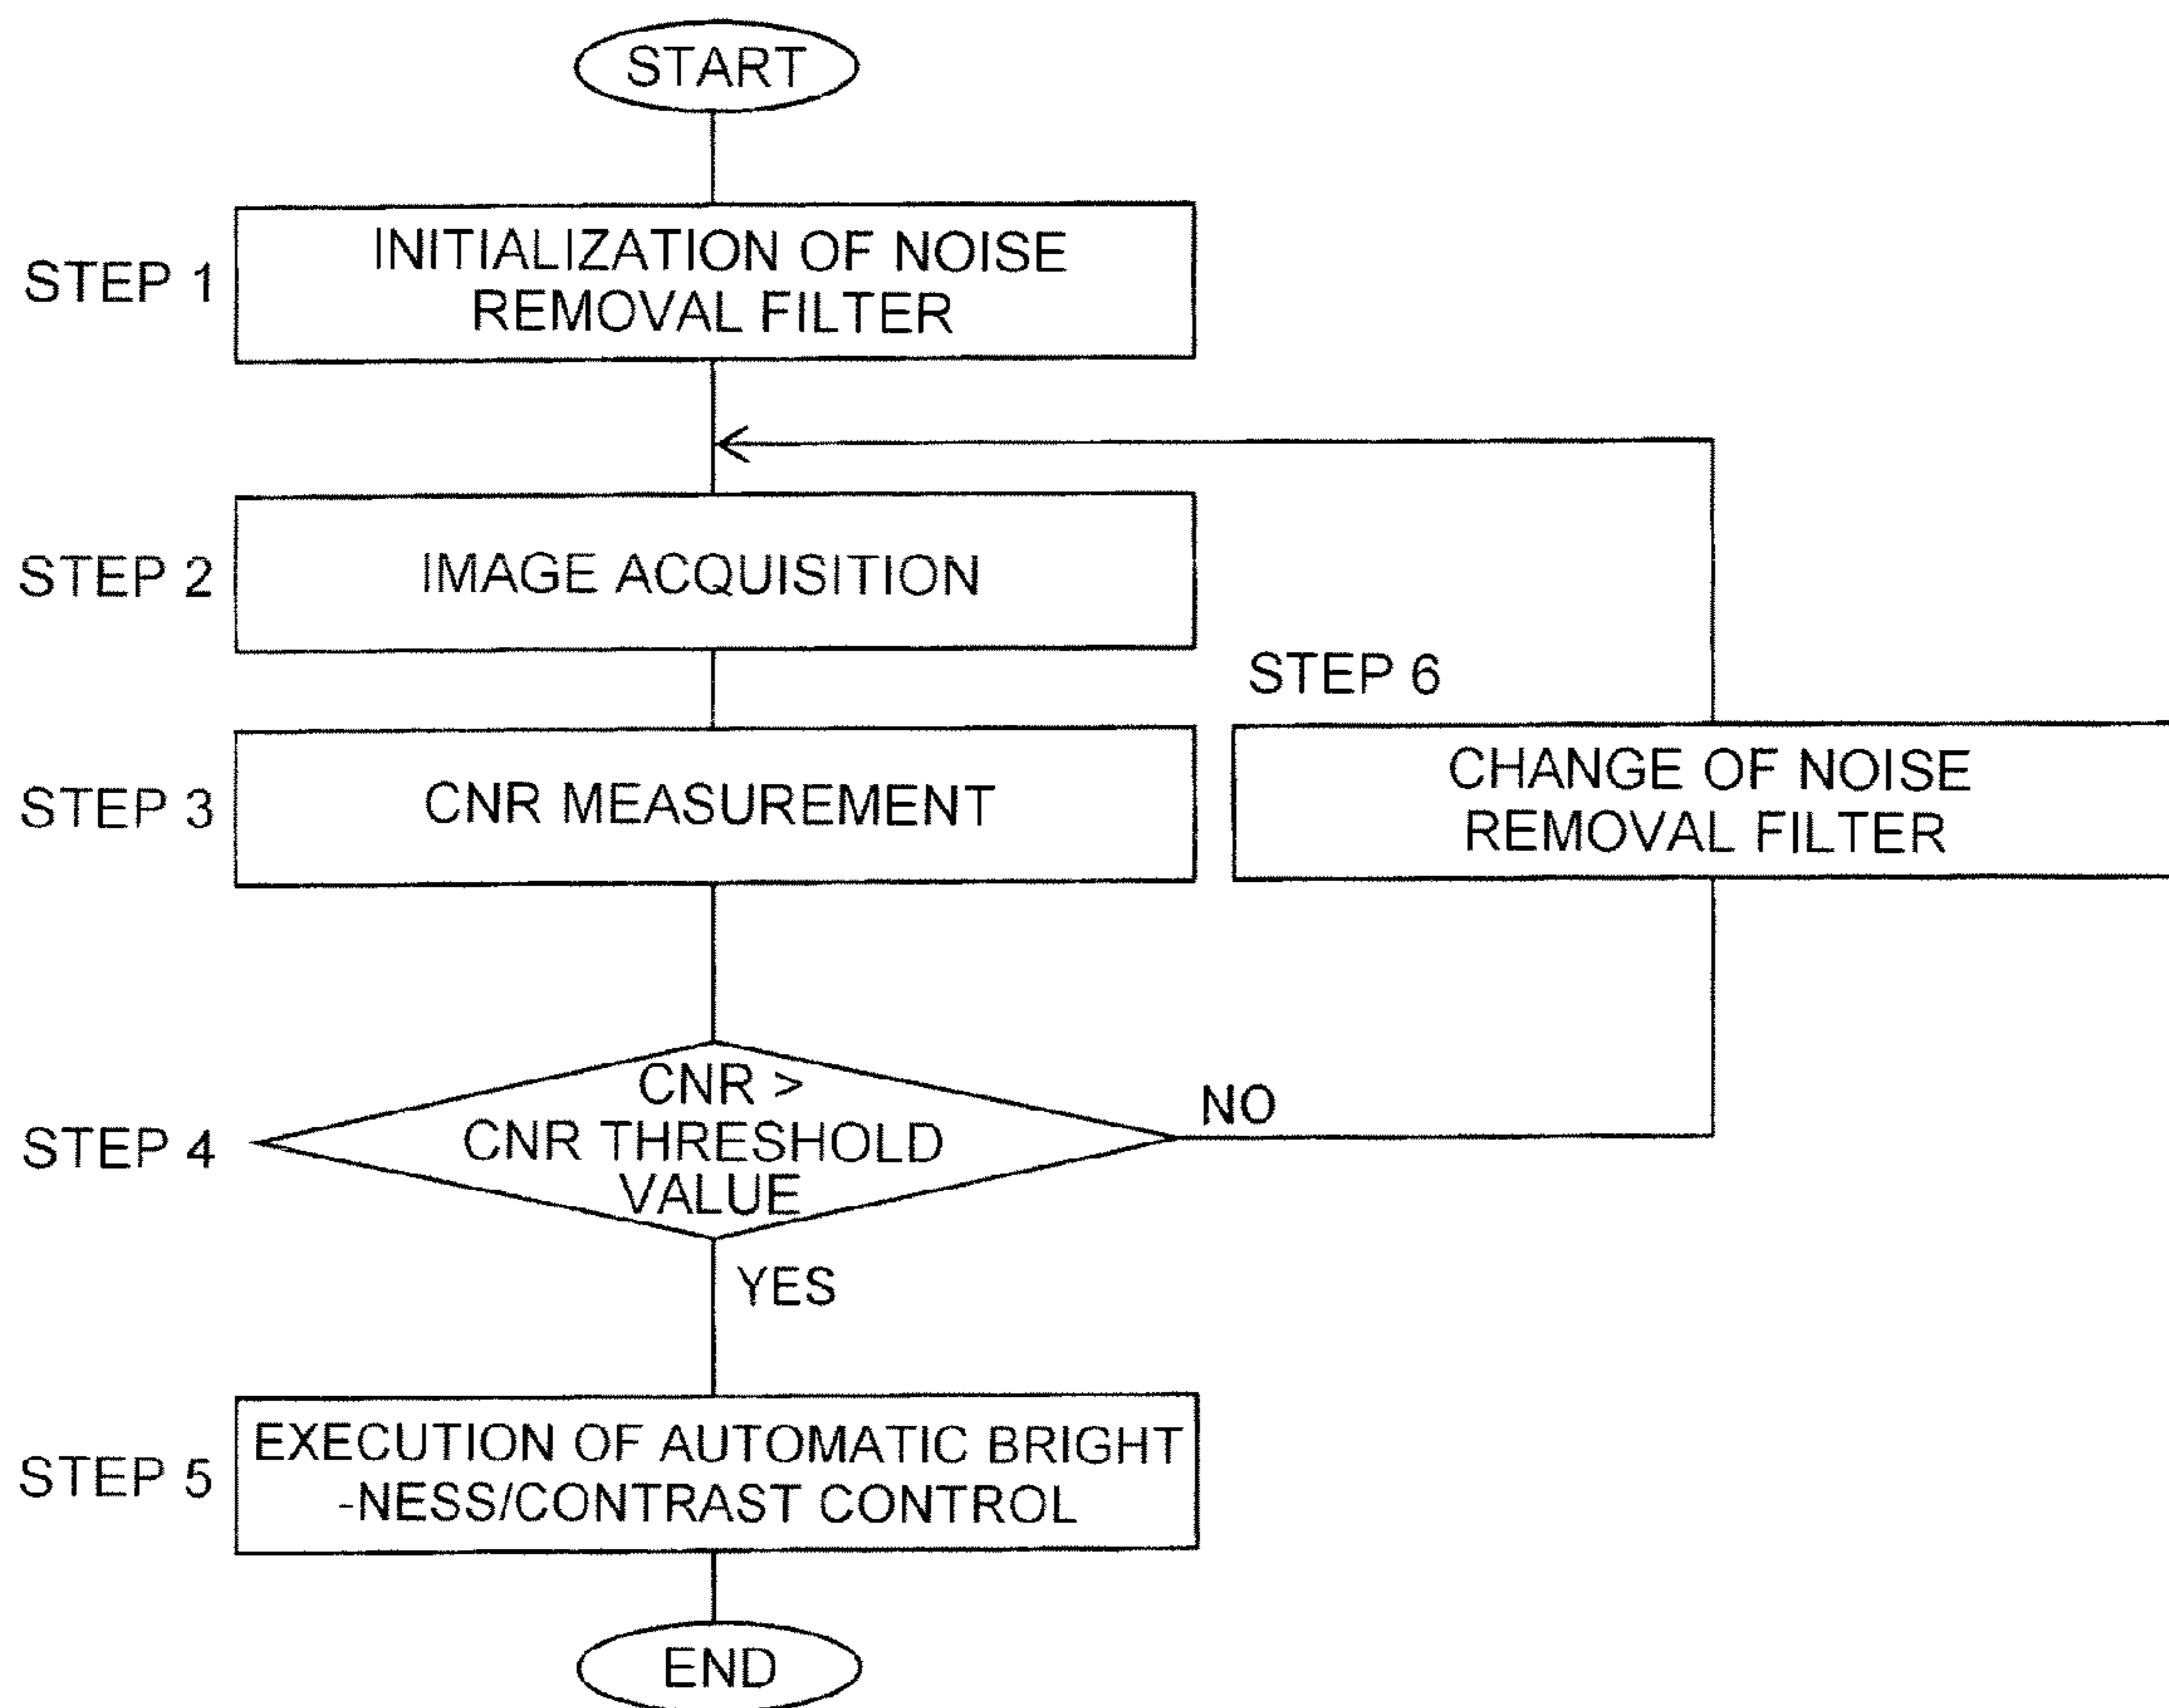 START
STEP 1
INITIALIZATION OF NOISE
REMOVAL FILTER
STEP 2
IMAGE ACQUISITION
STEP 3
CNR MEASUREMENT
STEP 6
CHANGE OF NOISE
REMOVAL FILTER
STEP 4
CNR >
CNR THRESHOLD
VALUE
NO
YES
STEP 5
EXECUTION OF AUTOMATIC BRIGHT
-NESS/CONTRAST CONTROL
END